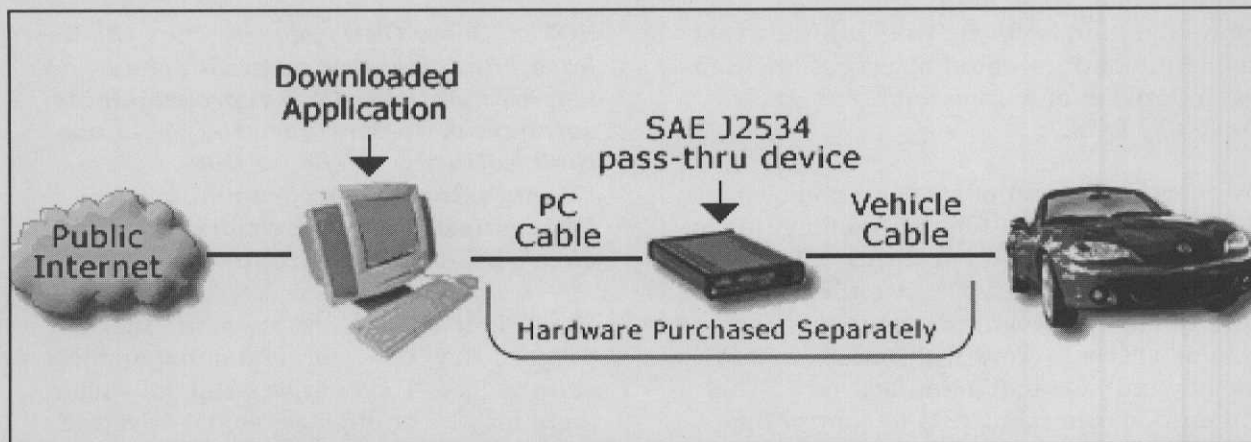 Downloaded
Application
SAE J2534
pass-thru device
Public
Internet
PC
Cable
Vehicle
Cable
Hardware Purchased Separately